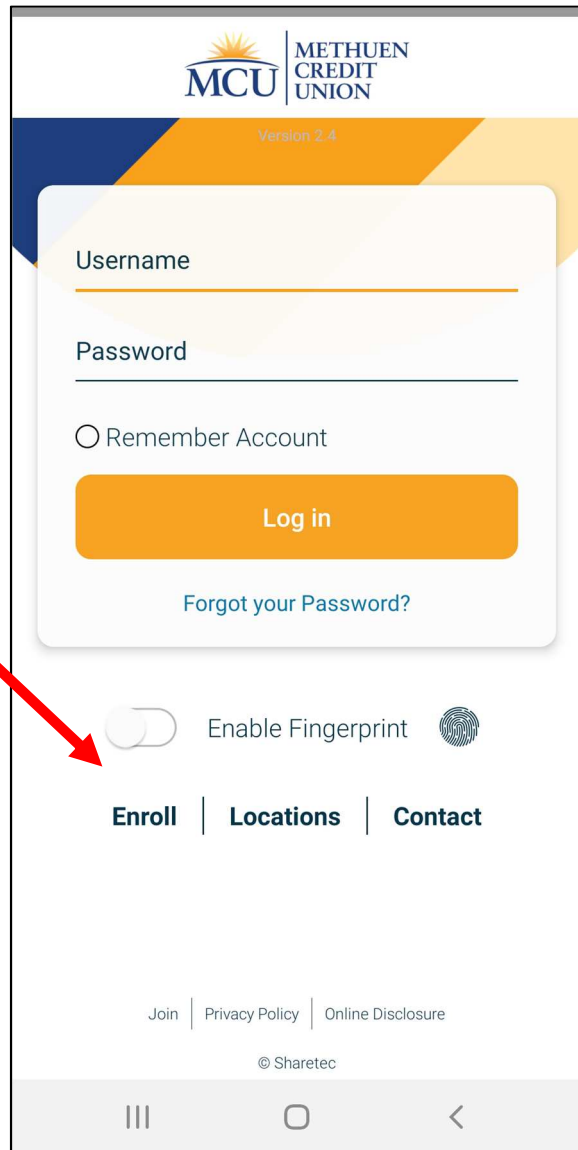 MCU
METHUEN
CREDIT
UNION
Version 2.4
Username
Password
Remember Account
Log in
Forgot your Password?
Enable Fingerprint
Enroll | Locations | Contact
Join | Privacy Policy | Online Disclosure
© Sharetec